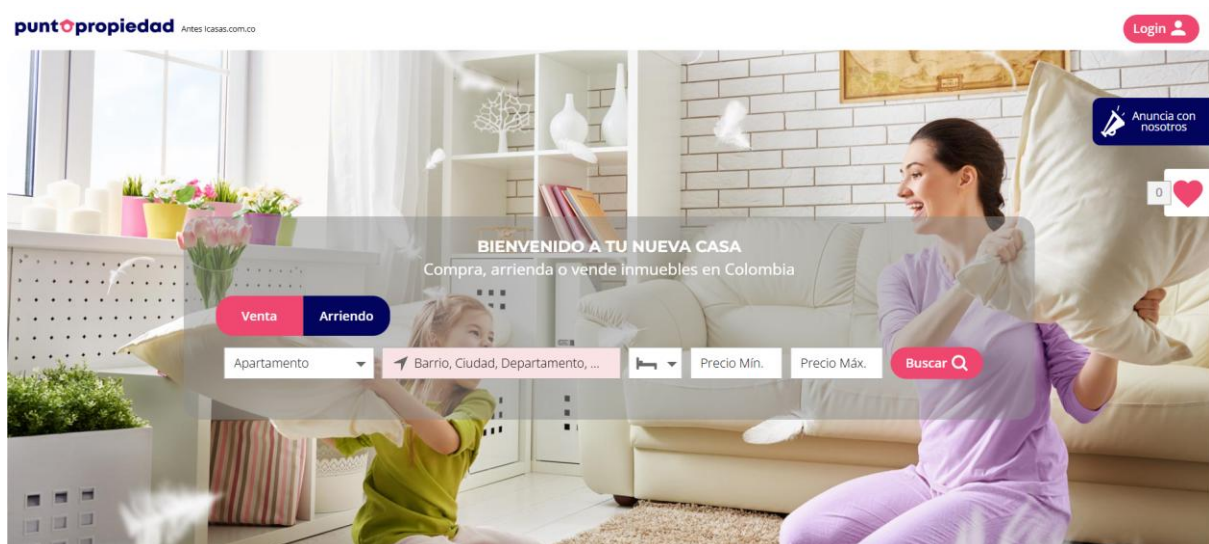 puntopropiedad Antes Icasas.com.co
Login
Anuncia con
nosotros
0
BIENVENIDO A TU NUEVA CASA
Compra, arrienda o vende inmuebles en Colombia
Venta Arriendo
Apartamento Barrio, Ciudad, Departamento, ... Precio Mín. Precio Máx. Buscar